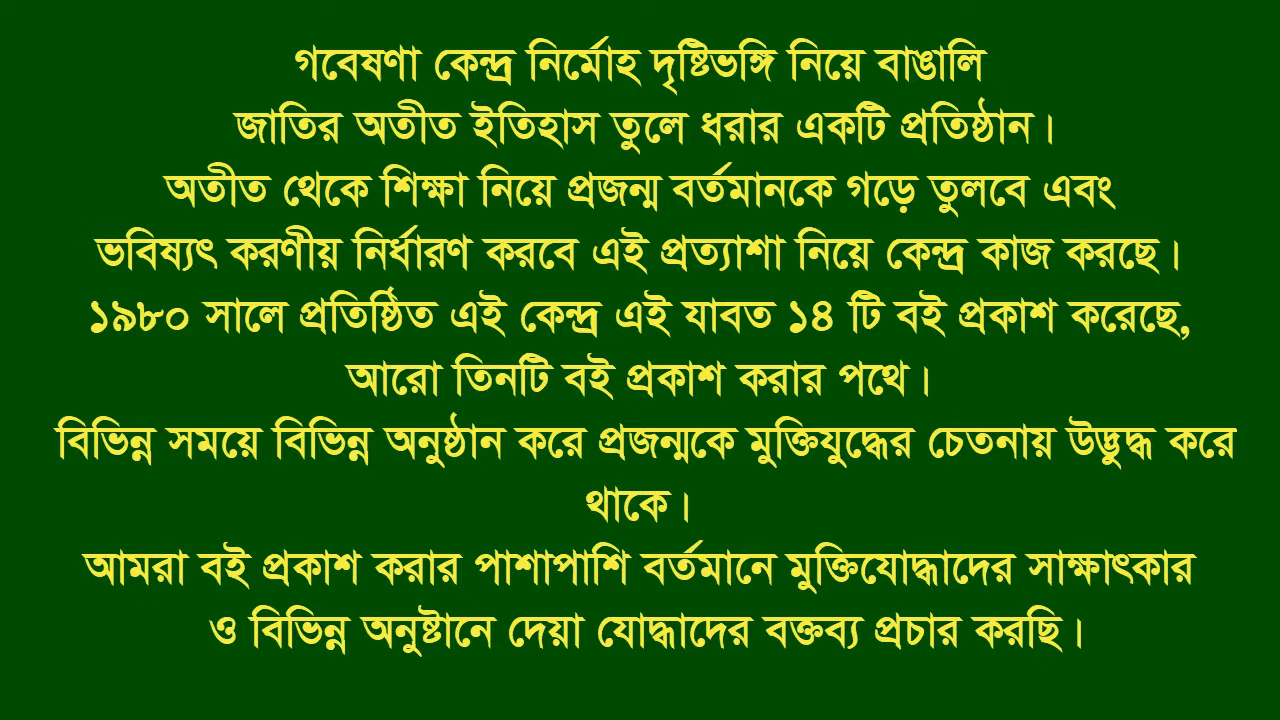 গবেষণা কেন্দ্র নির্মোহ দৃষ্টিভঙ্গি নিয়ে বাঙালি
জাতির অতীত ইতিহাস তুলে ধরার একটি প্রতিষ্ঠান।
অতীত থেকে শিক্ষা নিয়ে প্রজন্ম বর্তমানকে গড়ে তুলবে এবং
ভবিষ্যৎ করণীয় নির্ধারণ করবে এই প্রত্যাশা নিয়ে কেন্দ্র কাজ করছে।
১৯৮০ সালে প্রতিষ্ঠিত এই কেন্দ্র এই যাবত ১৪ টি বই প্রকাশ করেছে,
আরো তিনটি বই প্রকাশ করার পথে।
বিভিন্ন সময়ে বিভিন্ন অনুষ্ঠান করে প্রজন্মকে মুক্তিযুদ্ধের চেতনায় উদ্ভুদ্ধ করে
থাকে।
আমরা বই প্রকাশ করার পাশাপাশি বর্তমানে মুক্তিযোদ্ধাদের সাক্ষাৎকার
ও বিভিন্ন অনুষ্টানে দেয়া যোদ্ধাদের বক্তব্য প্রচার করছি।